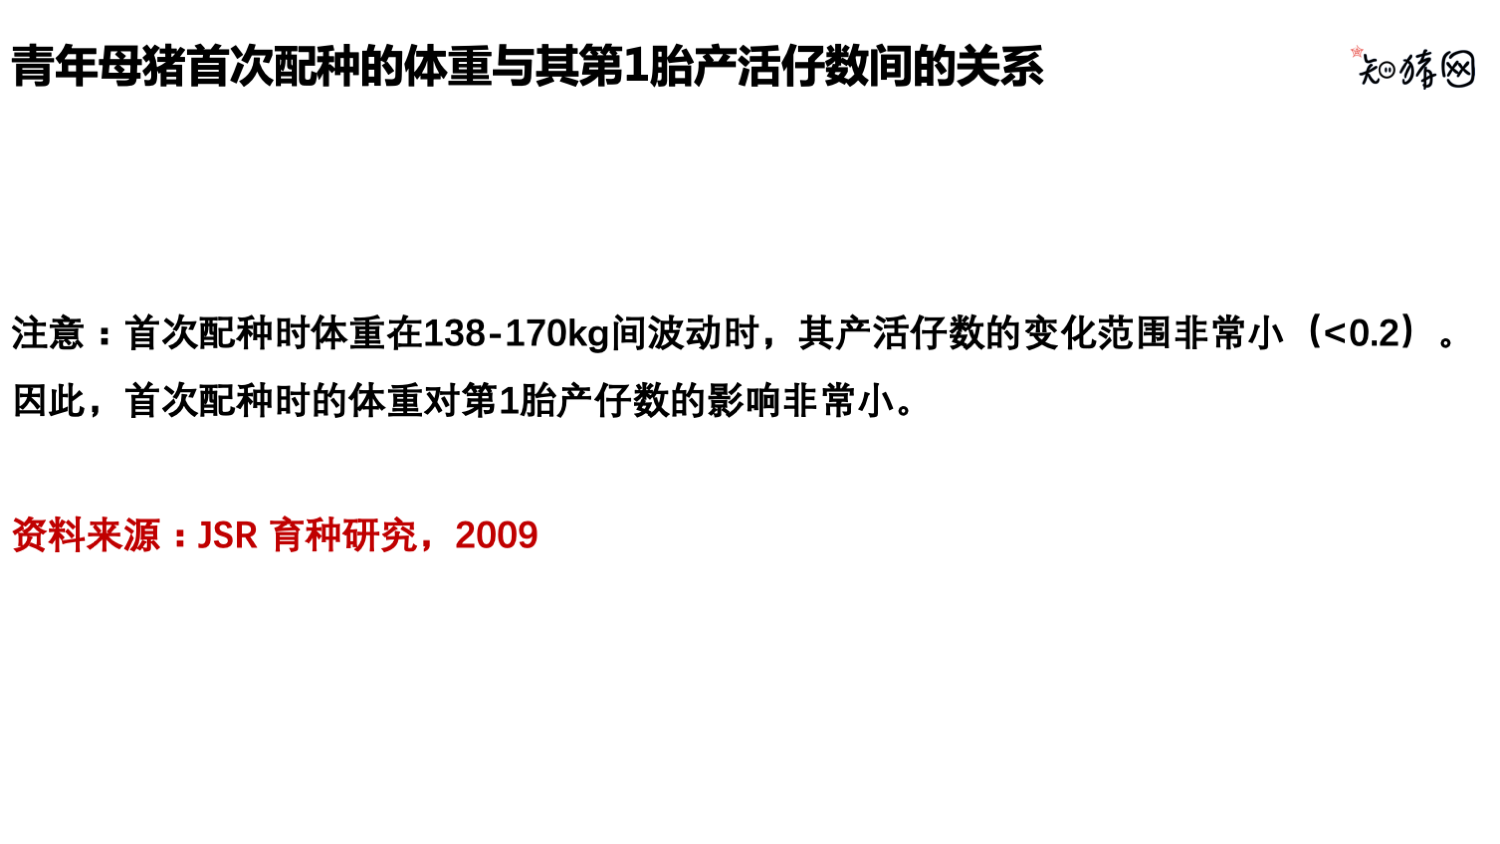 青年母猪首次配种的体重与其第1胎产活仔数间的关系
知猪网
注意：首次配种时体重在138-170kg间波动时，其产活仔数的变化范围非常小（<0.2）。
因此，首次配种时的体重对第1胎产仔数的影响非常小。
资料来源：JSR 育种研究，2009